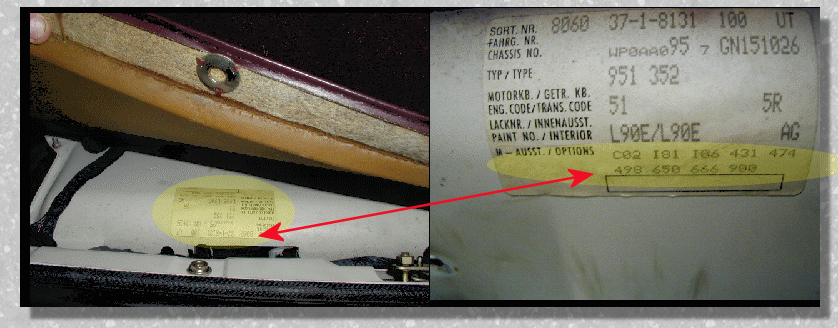 SORT. NR. 8060 37-1-8131 100 UT
FAHRG. NR.
CHASSIS NO. WP0AA095 7 GN151026
TYP / TYPE 951 352
MOTORKB. / GETR. KB.
ENG. CODE/TRANS. CODE 51 5R
LACKNR. / INNENAUSST.
PAINT NO. / INTERIOR L90E/L90E AG
M – AUSST. / OPTIONS C02 I81 I06 431 474
498 650 666 900